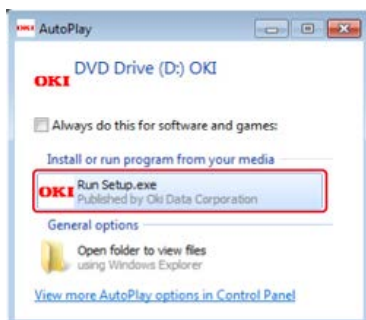 AutoPlay
DVD Drive (D:) OKI
OKI
Always do this for software and games:
Install or run program from your media
OKI Run Setup.exe
Published by Oki Data Corporation
General options
Open folder to view files
using Windows Explorer
View more AutoPlay options in Control Panel